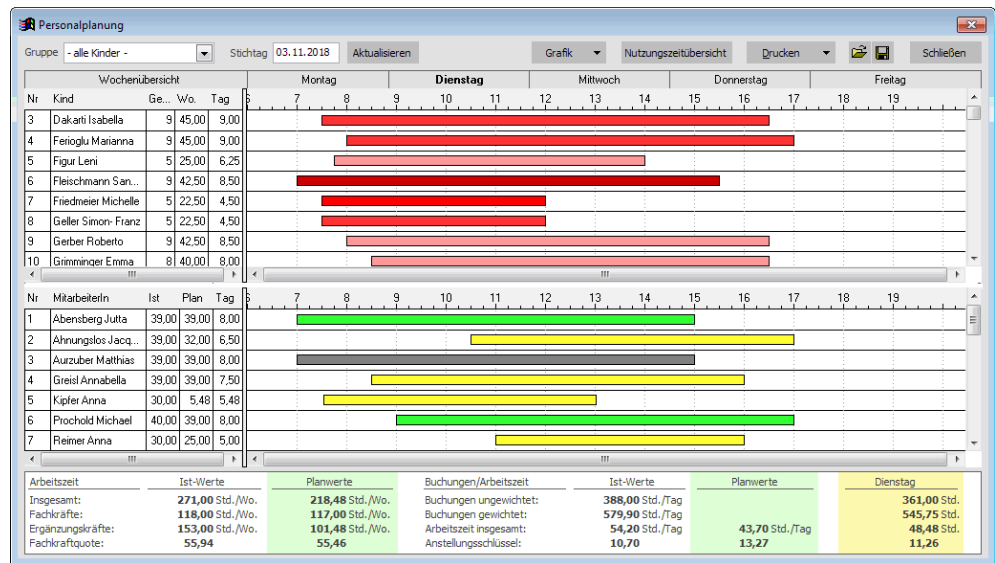 Personalplanung
Gruppe - alle Kinder - Stichtag 03.11.2018 Aktualisieren Grafik Nutzungszeitübersicht Drucken Schließen
Wochenübersicht Montag Dienstag Mittwoch Donnerstag Freitag
Nr Kind Ge... Wo. Tag 6 7 8 9 10 11 12 13 14 15 16 17 18 19
3 Dakarti Isabella 9 45,00 9,00
4 Ferioglu Marianna 9 45,00 9,00
5 Figur Leni 5 25,00 6,25
6 Fleischmann San... 9 42,50 8,50
7 Friedmeier Michelle 5 22,50 4,50
8 Geller Simon- Franz 5 22,50 4,50
9 Gerber Roberto 9 42,50 8,50
10 Grimminger Emma 8 40,00 8,00
Nr MitarbeiterIn Ist Plan Tag 6 7 8 9 10 11 12 13 14 15 16 17 18 19
1 Abensberg Jutta 39,00 39,00 8,00
2 Ahnungslos Jacq... 39,00 32,00 6,50
3 Aurzuber Matthias 39,00 39,00 8,00
4 Greisl Annabella 39,00 39,00 7,50
5 Kipfer Anna 30,00 5,48 5,48
6 Prochold Michael 40,00 39,00 8,00
7 Reimer Anna 30,00 25,00 5,00
Arbeitszeit Ist-Werte Planwerte Buchungen/Arbeitszeit Ist-Werte Planwerte Dienstag
Insgesamt: 271,00 Std./Wo. 218,48 Std./Wo. Buchungen ungewichtet: 388,00 Std./Tag 361,00 Std.
Fachkräfte: 118,00 Std./Wo. 117,00 Std./Wo. Buchungen gewichtet: 579,90 Std./Tag 545,75 Std.
Ergänzungskräfte: 153,00 Std./Wo. 101,48 Std./Wo. Arbeitszeit insgesamt: 54,20 Std./Tag 43,70 Std./Tag 48,48 Std.
Fachkraftquote: 55,94 55,46 Anstellungsschlüssel: 10,70 13,27 11,26